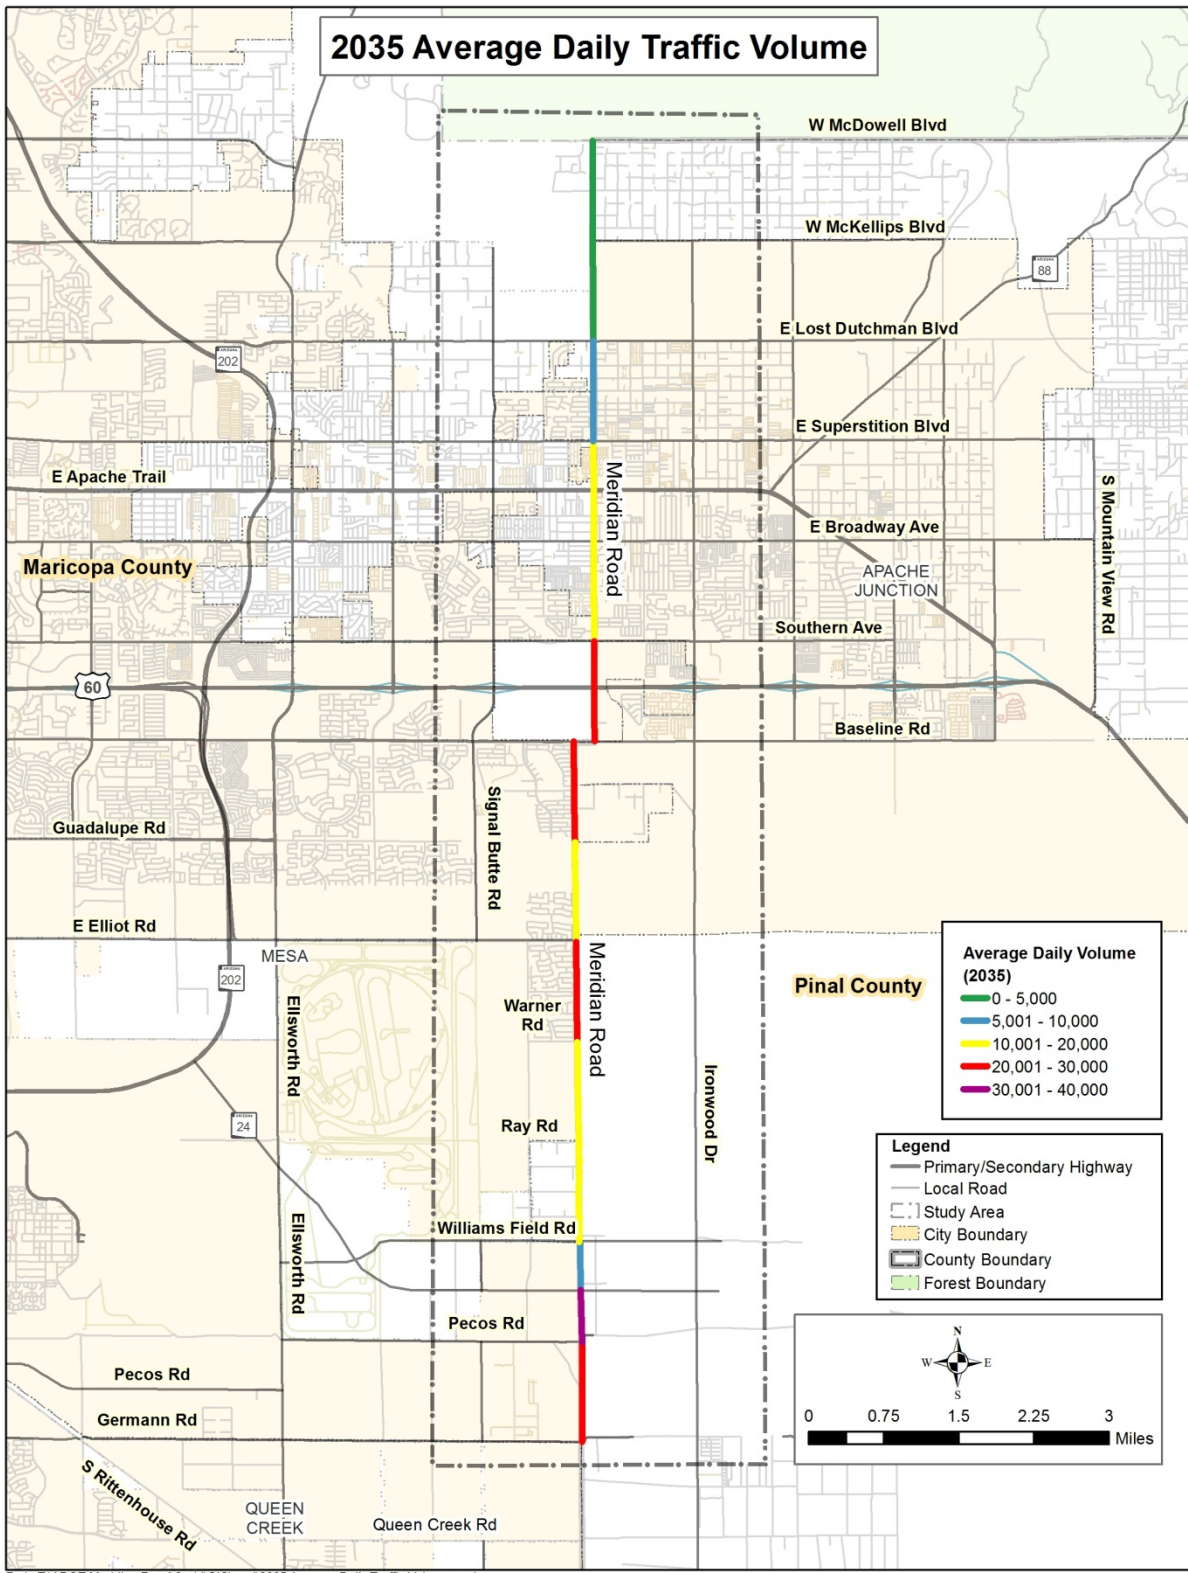 2035 Average Daily Traffic Volume
W McDowell Blvd
W McKellips Blvd
ARIZONA
88
E Lost Dutchman Blvd
ARIZONA
202
E Superstition Blvd
E Apache Trail
Meridian Road
S Mountain View Rd
E Broadway Ave
Maricopa County
APACHE
JUNCTION
Southern Ave
60
Baseline Rd
Signal Butte Rd
Guadalupe Rd
E Elliot Rd
MESA
Meridian Road
ARIZONA
202
Pinal County
Average Daily Volume
(2035)
0 - 5,000
5,001 - 10,000
10,001 - 20,000
20,001 - 30,000
30,001 - 40,000
Ellsworth Rd
Warner
Rd
Ironwood Dr
ARIZONA
24
Ray Rd
Legend
Primary/Secondary Highway
Local Road
Study Area
City Boundary
County Boundary
Forest Boundary
Williams Field Rd
Ellsworth Rd
Pecos Rd
N
W
E
S
Pecos Rd
Germann Rd
0 0.75 1.5 2.25 3
Miles
S Rittenhouse Rd
QUEEN
CREEK
Queen Creek Rd